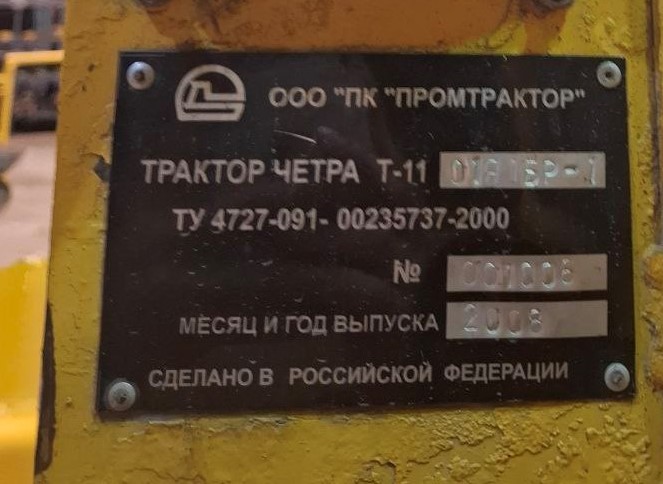 ООО "ПК "ПРОМТРАКТОР"
ТРАКТОР ЧЕТРА Т-11
ТУ 4727-091- 00235737-2000
№ 001006
МЕСЯЦ И ГОД ВЫПУСКА 2008
СДЕЛАНО В РОССИЙСКОЙ ФЕДЕРАЦИИ